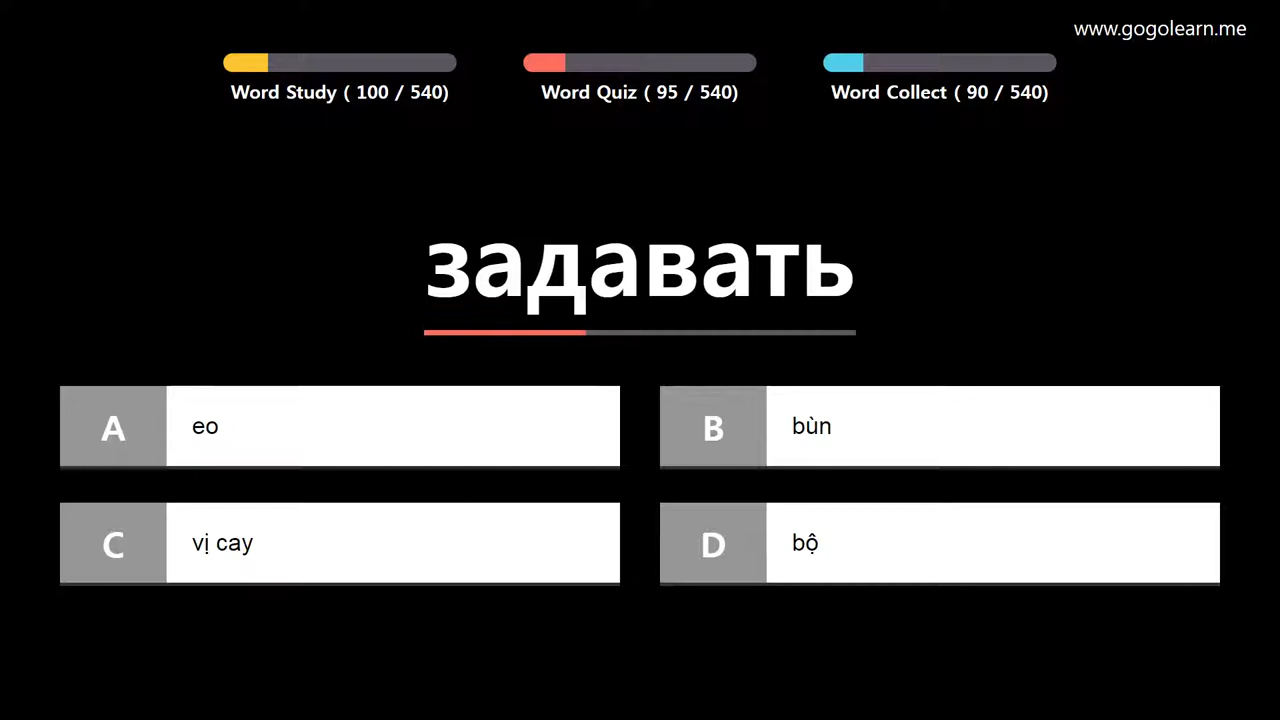 www.gogolearn.me
Word Study ( 100 / 540)
Word Quiz ( 95 / 540)
Word Collect ( 90 / 540)
задавать
A eo
B bùn
C vị cay
D bộ